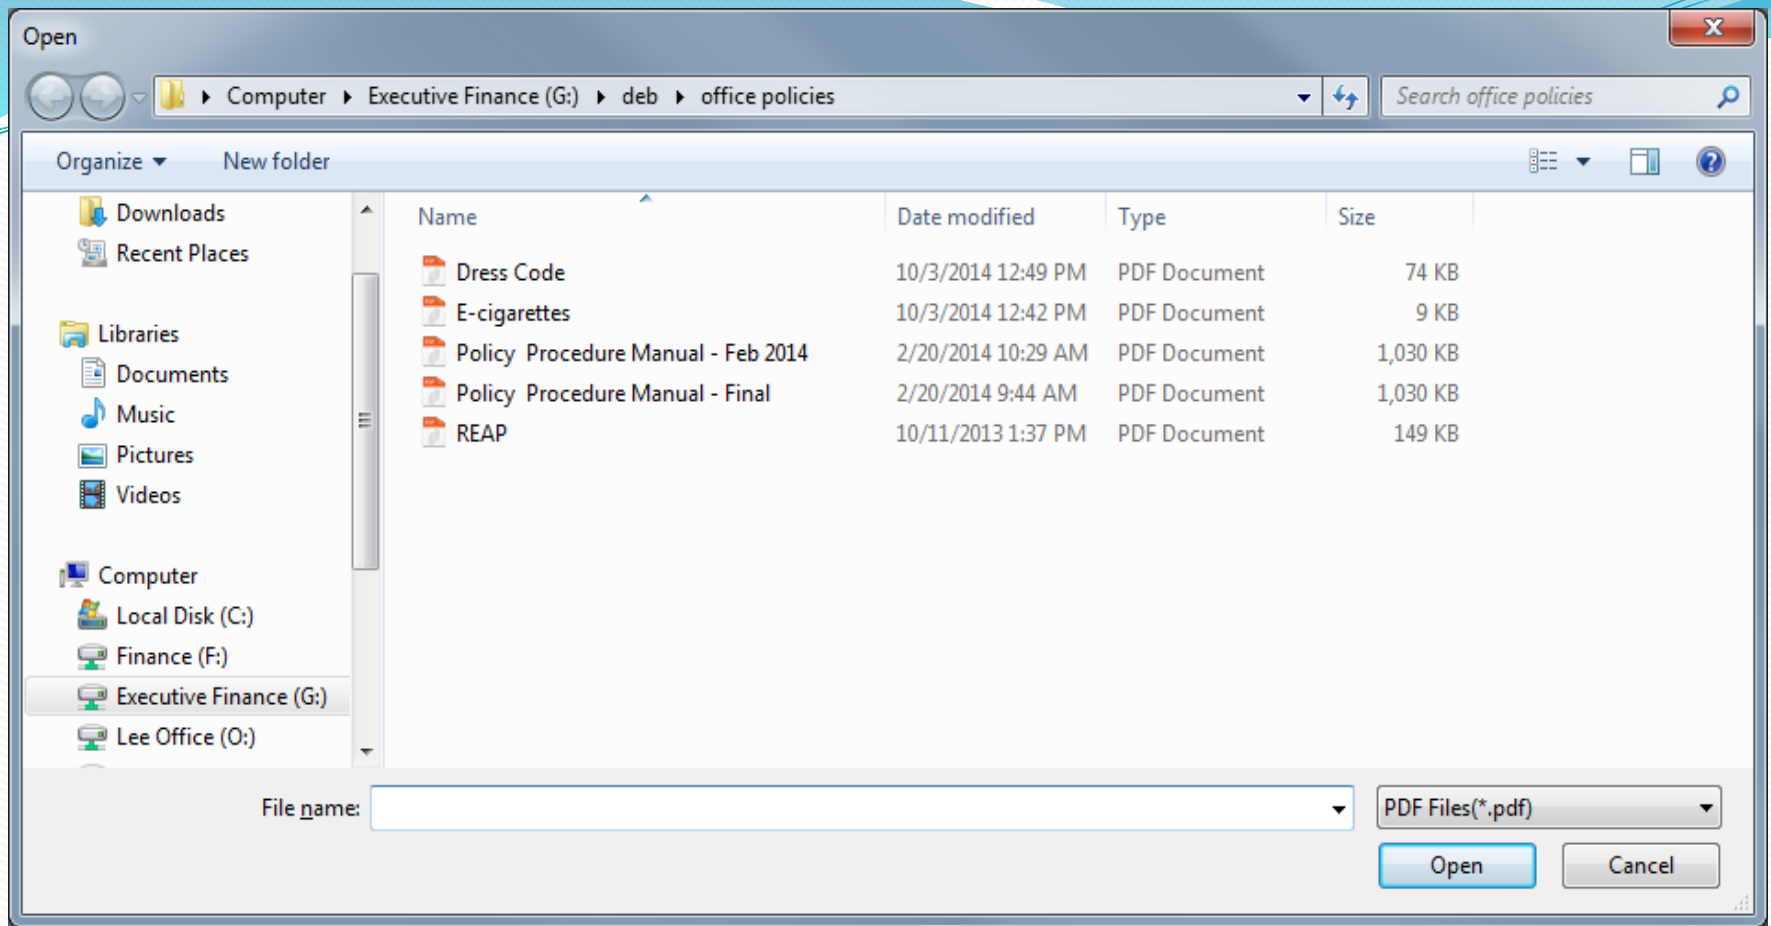 Open
Computer Executive Finance (G:) deb office policies
Search office policies
Organize New folder
Downloads
Recent Places
Libraries
Documents
Music
Pictures
Videos
Computer
Local Disk (C:)
Finance (F:)
Executive Finance (G:)
Lee Office (O:)
Name Date modified Type Size
Dress Code 10/3/2014 12:49 PM PDF Document 74 KB
E-cigarettes 10/3/2014 12:42 PM PDF Document 9 KB
Policy  Procedure Manual - Feb 2014 2/20/2014 10:29 AM PDF Document 1,030 KB
Policy  Procedure Manual - Final 2/20/2014 9:44 AM PDF Document 1,030 KB
REAP 10/11/2013 1:37 PM PDF Document 149 KB
File name:
PDF Files(*.pdf)
Open Cancel